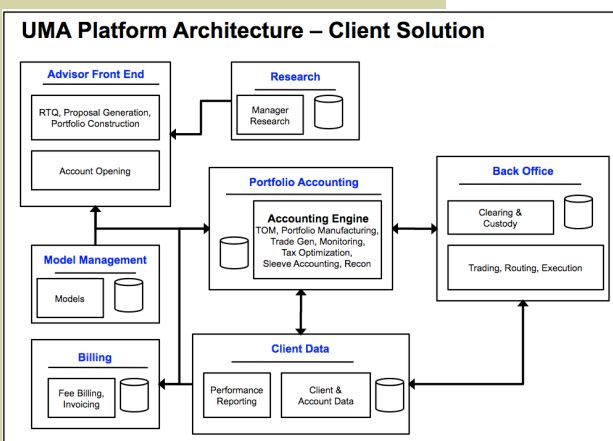 UMA Platform Architecture – Client Solution
Advisor Front End
RTQ, Proposal Generation,
Portfolio Construction
Account Opening
Research
Manager
Research
Portfolio Accounting
Accounting Engine
TOM, Portfolio Manufacturing,
Trade Gen, Monitoring,
Tax Optimization,
Sleeve Accounting, Recon
Back Office
Clearing &
Custody
Trading, Routing, Execution
Model Management
Models
Billing
Fee Billing,
Invoicing
Client Data
Performance
Reporting
Client &
Account Data